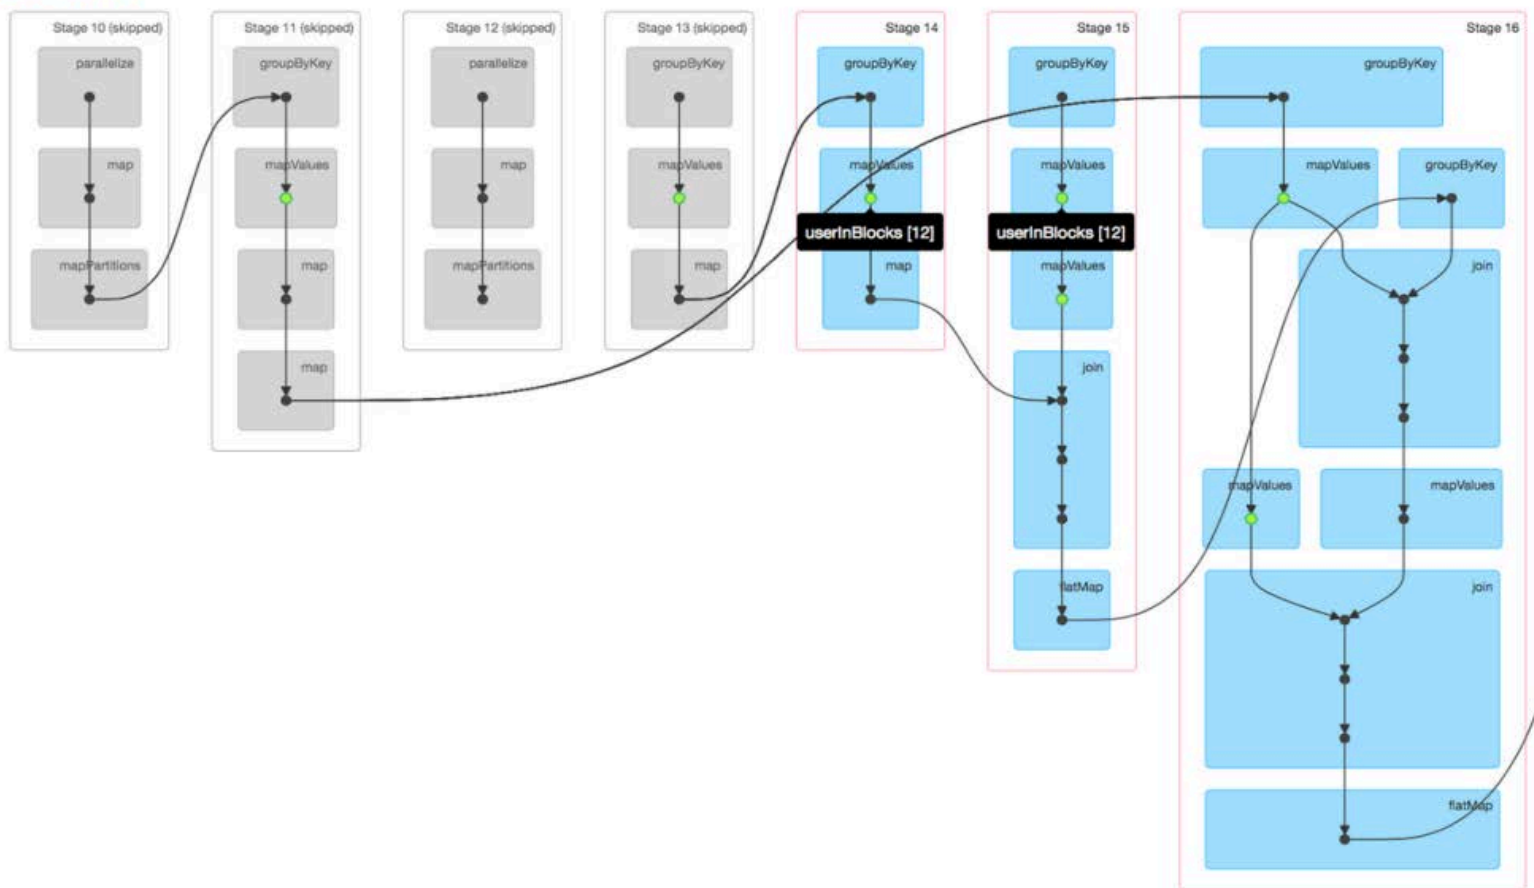 Stage 10 (skipped)
parallelize
map
mapPartitions
Stage 11 (skipped)
groupByKey
mapValues
map
map
Stage 12 (skipped)
parallelize
map
mapPartitions
Stage 13 (skipped)
groupByKey
mapValues
map
Stage 14
groupByKey
mapValues
userInBlocks [12]
map
Stage 15
groupByKey
mapValues
userInBlocks [12]
mapValues
join
flatMap
Stage 16
groupByKey
mapValues
groupByKey
join
mapValues
mapValues
join
flatMap